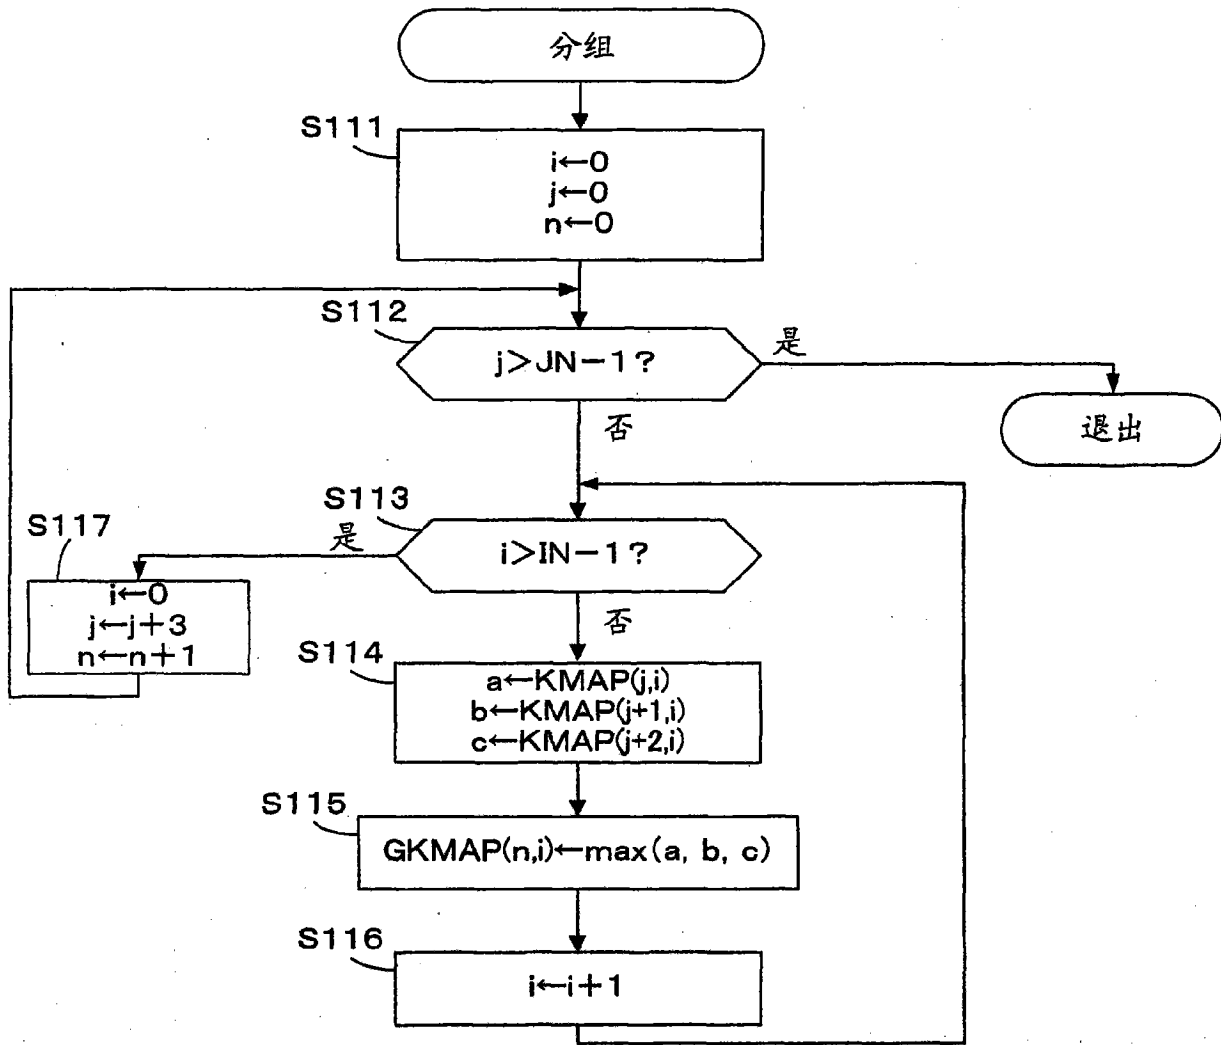 分组
S111
i←0
j←0
n←0
S112
j>JN-1?
是
否
退出
S113
i>IN-1?
是
否
S117
i←0
j←j+3
n←n+1
S114
a←KMAP(j,i)
b←KMAP(j+1,i)
c←KMAP(j+2,i)
S115
GKMAP(n,i)←max(a, b, c)
S116
i←i+1